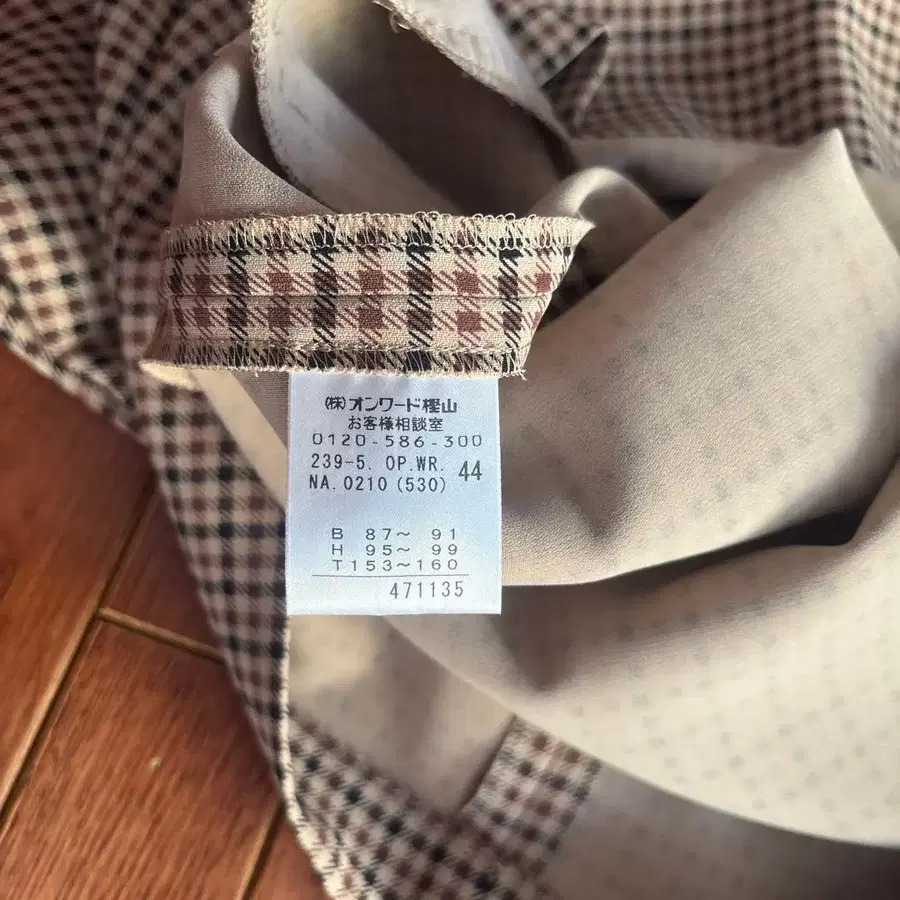 (株)オンワード樫山
お客様相談室
0120-586-300
239-5. OP.WR. 44
NA.0210(530)
B 87～ 91
H 95～ 99
T153～160
471135